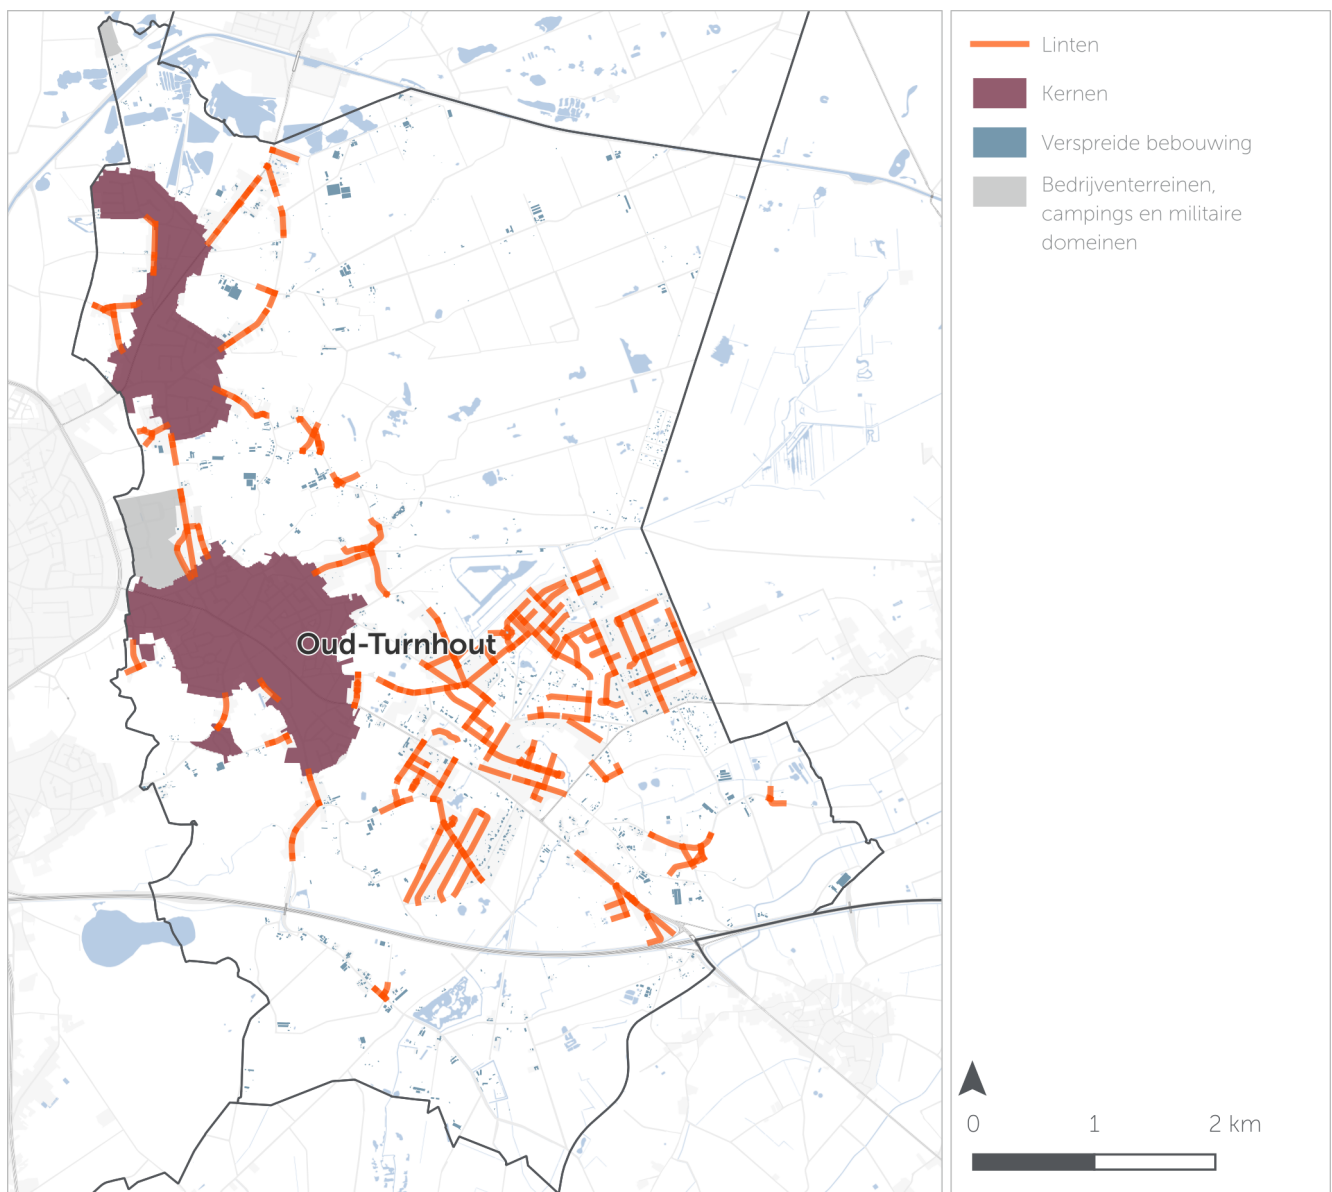 Linten
Kernen
Verspreide bebouwing
Bedrijventerreinen,
campings en militaire
domeinen
Oud-Turnhout
0 1 2 km